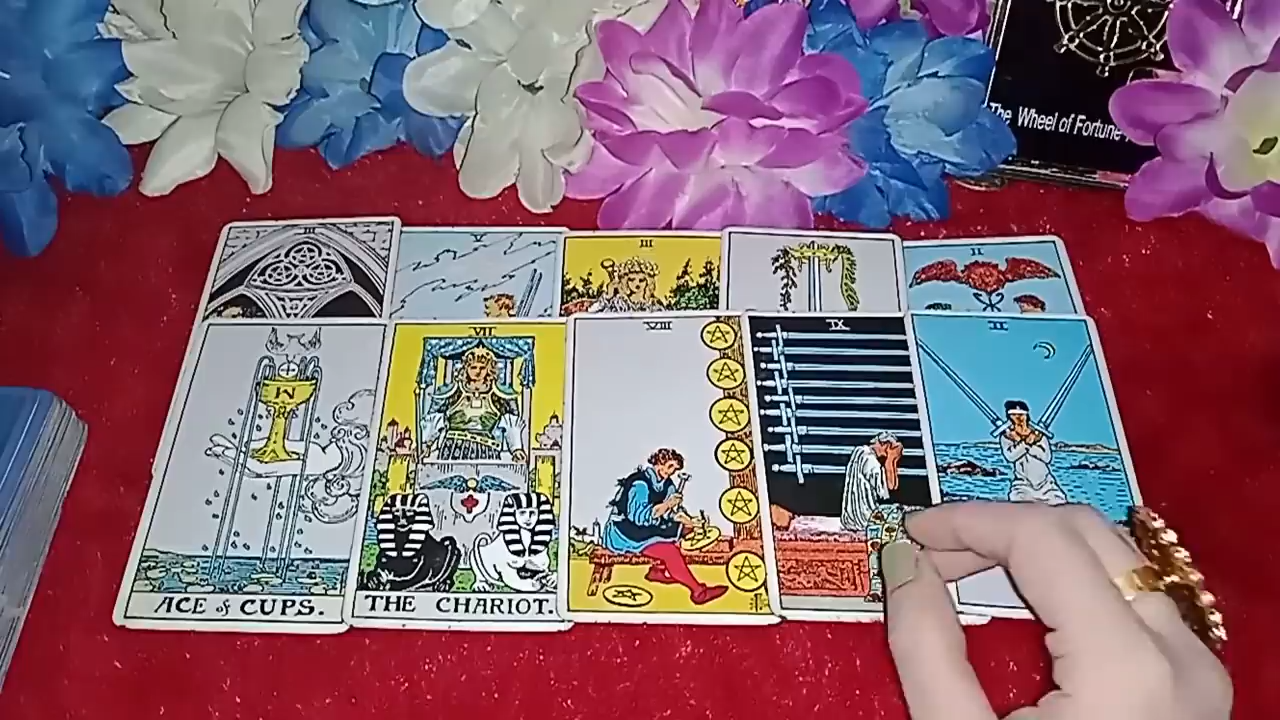 The Wheel of Fortune
III
V
III
II
VII
VIII
IX
II
ACE of CUPS.
THE CHARIOT.